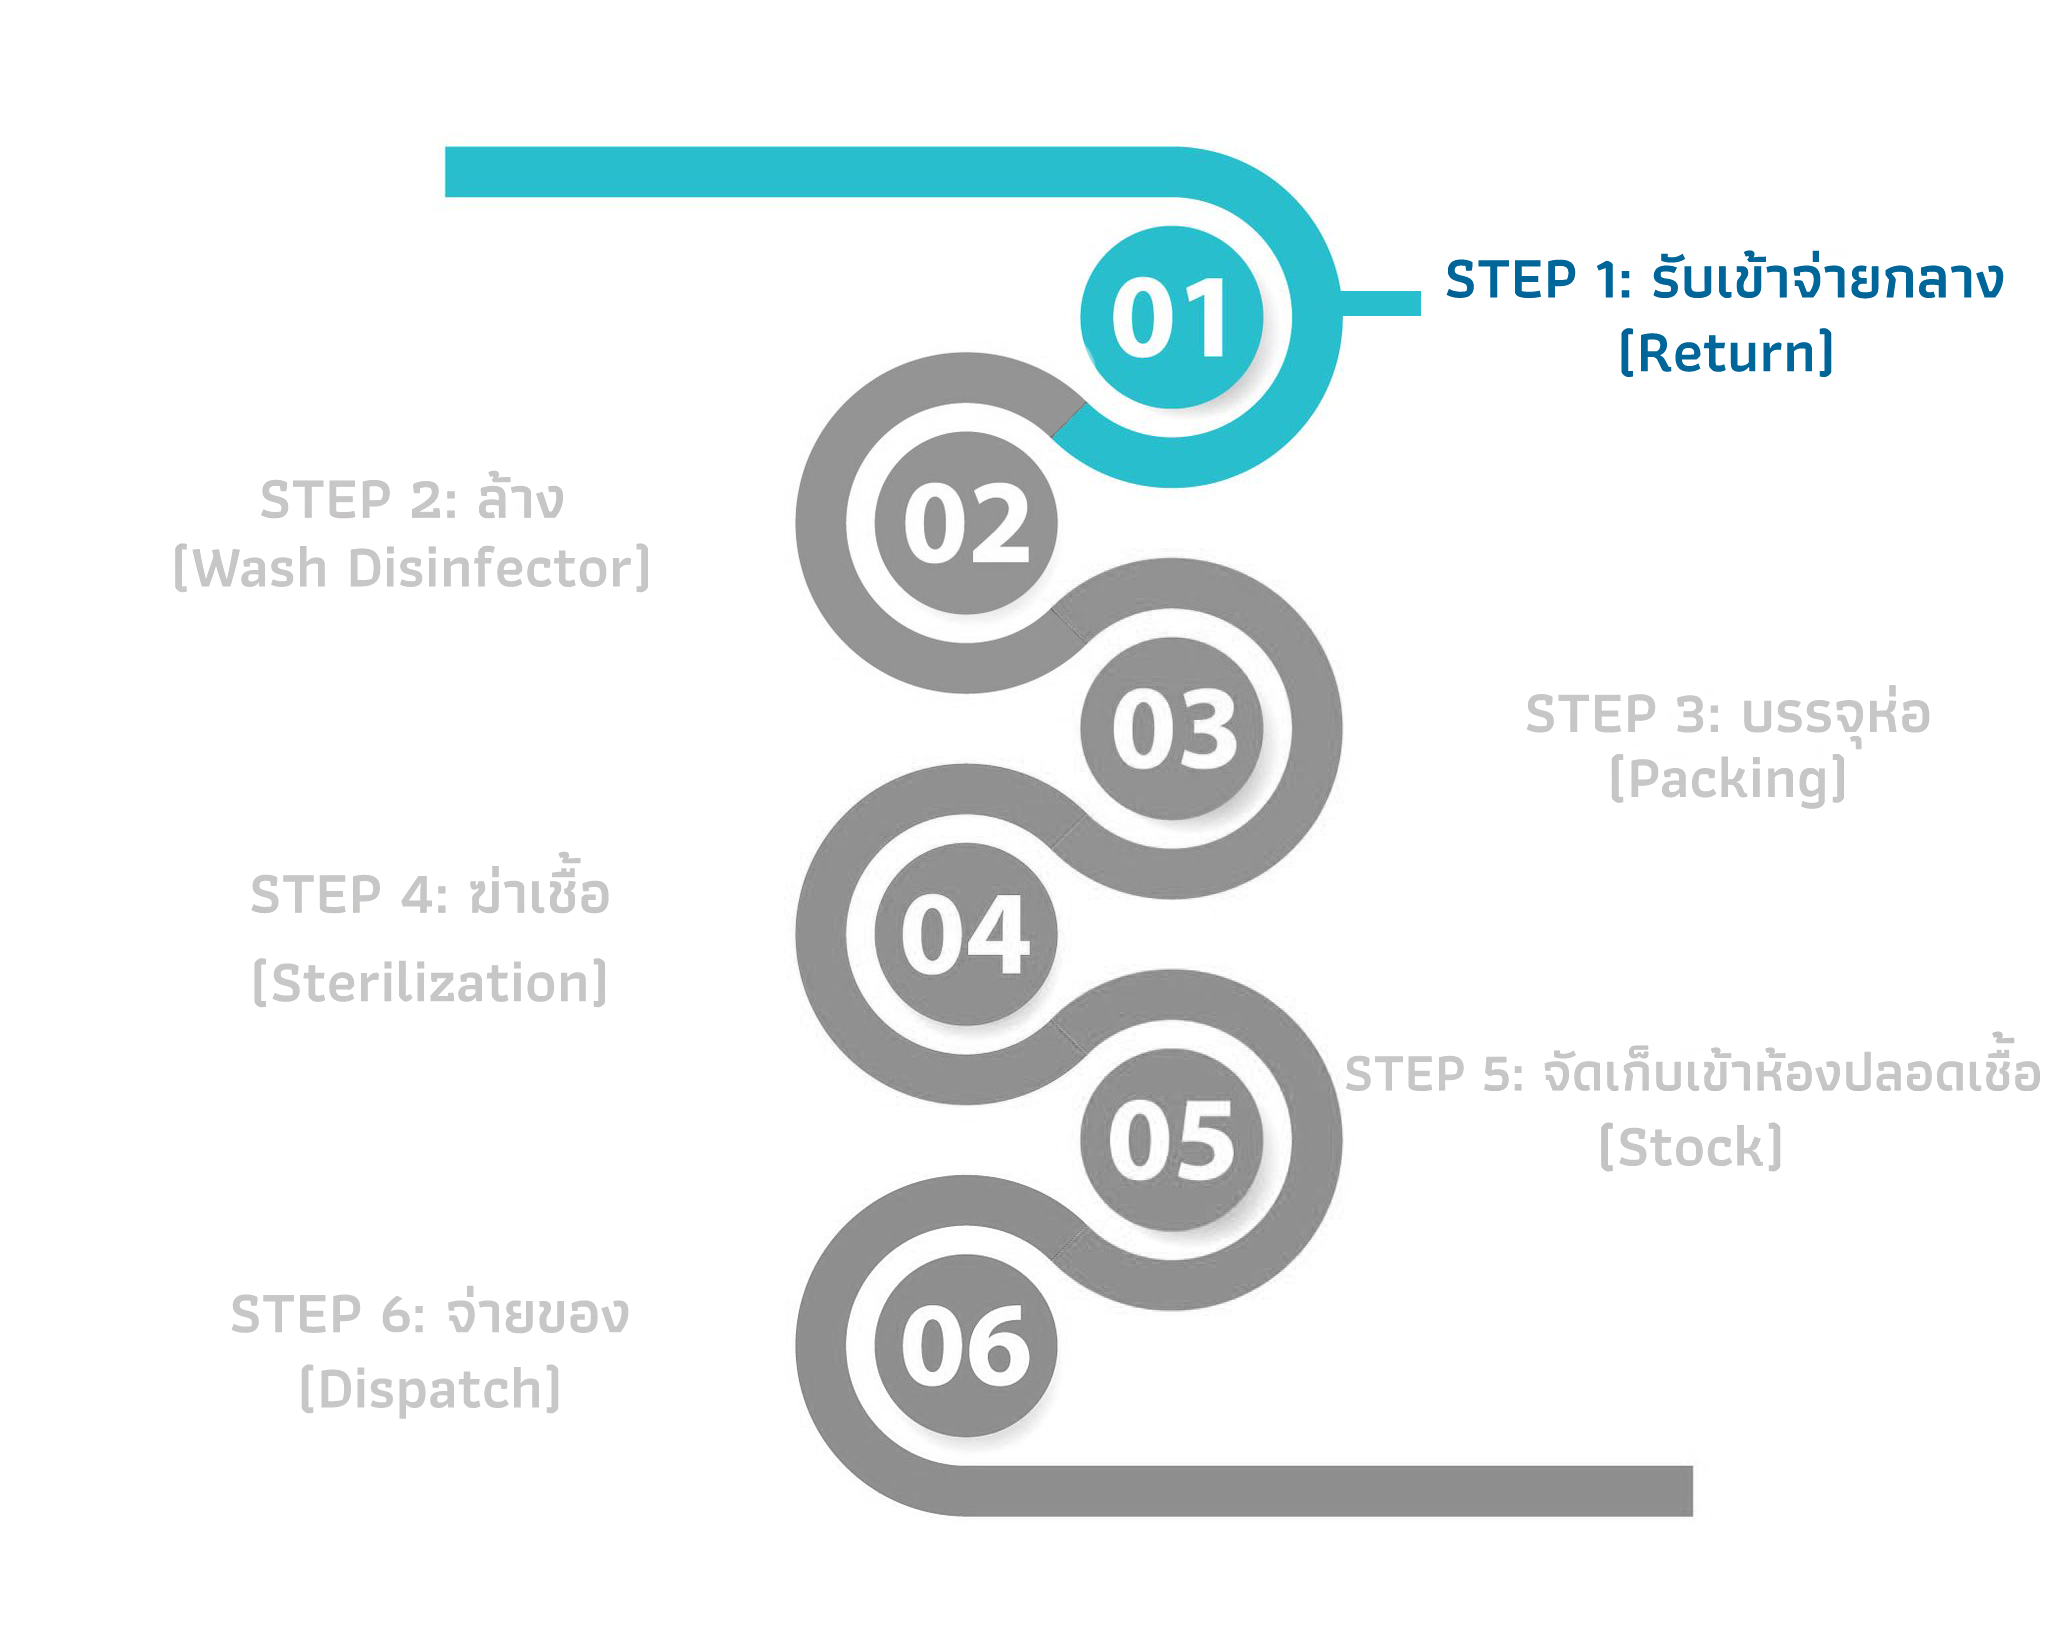 01
STEP 1: รับเข้าจ่ายกลาง
(Return)
02
STEP 2: ล้าง
(Wash Disinfector)
03
STEP 3: บรรจุห่อ
(Packing)
04
STEP 4: ฆ่าเชื้อ
(Sterilization)
05
STEP 5: จัดเก็บเข้าห้องปลอดเชื้อ
(Stock)
06
STEP 6: จ่ายของ
(Dispatch)